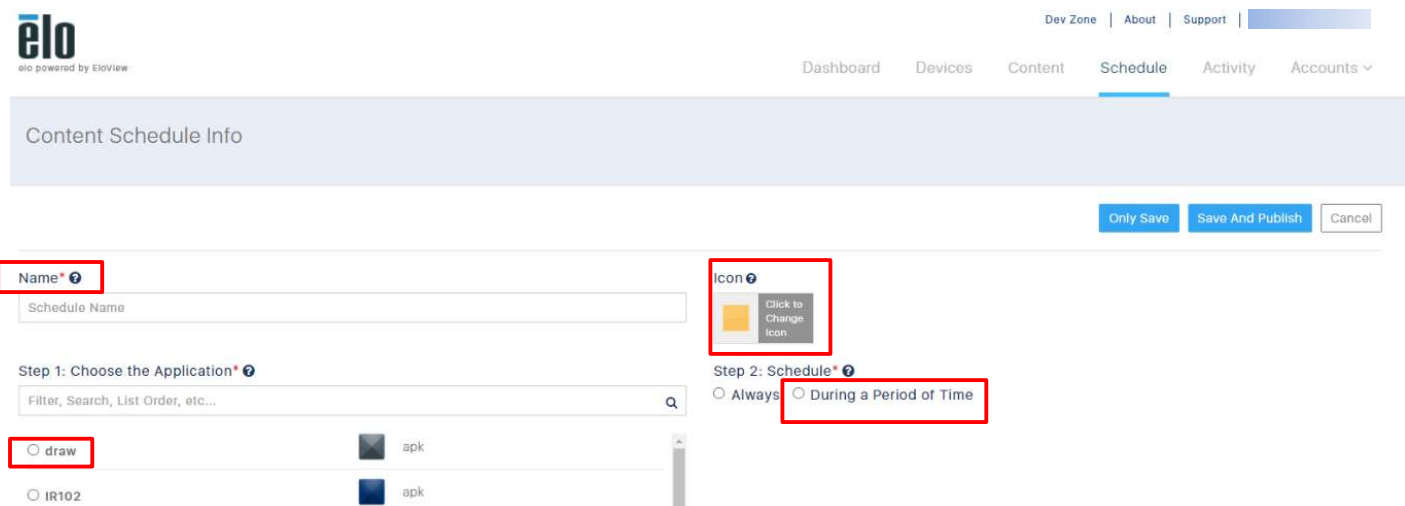 Dev Zone | About | Support |
ēlo
elo powered by EloView
Dashboard Devices Content Schedule Activity Accounts
Content Schedule Info
Only Save Save And Publish Cancel
Name*
Schedule Name
Icon
Click to
Change
Icon
Step 1: Choose the Application*
Filter, Search, List Order, etc...
Step 2: Schedule*
Always During a Period of Time
draw apk
IR102 apk